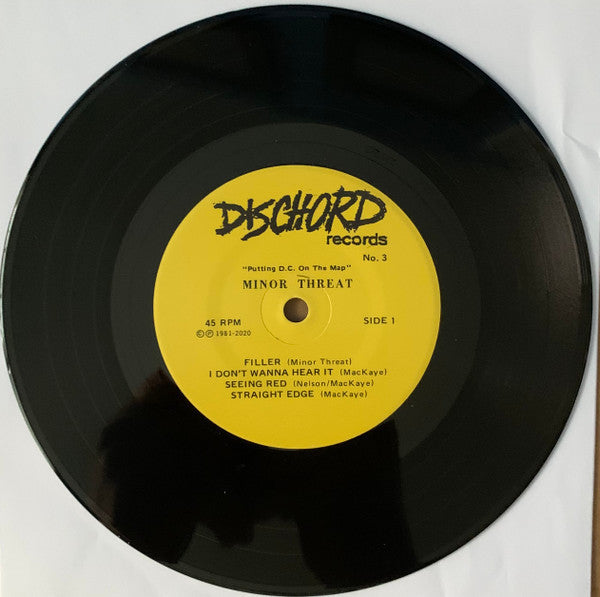 DISCHORD
records
No. 3
"Putting D.C. On The Map"
MINOR THREAT
45 RPM SIDE 1
© ℗ 1981-2020
FILLER (Minor Threat)
I DON'T WANNA HEAR IT (MacKaye)
SEEING RED (Nelson/MacKaye)
STRAIGHT EDGE (MacKaye)